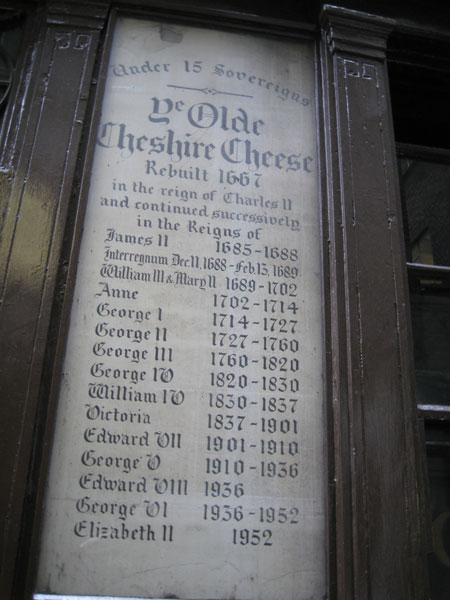 Under 15 Sovereigns
Ye Olde
Cheshire Cheese
Rebuilt 1667
in the reign of Charles II
and continued successively
in the Reigns of
James II 1685-1688
Interregnum Dec. 11, 1688 - Feb. 13, 1689
William III & Mary II 1689-1702
Anne 1702-1714
George I 1714-1727
George II 1727-1760
George III 1760-1820
George IV 1820-1830
William IV 1830-1837
Victoria 1837-1901
Edward VII 1901-1910
George V 1910-1936
Edward VIII 1936
George VI 1936-1952
Elizabeth II 1952